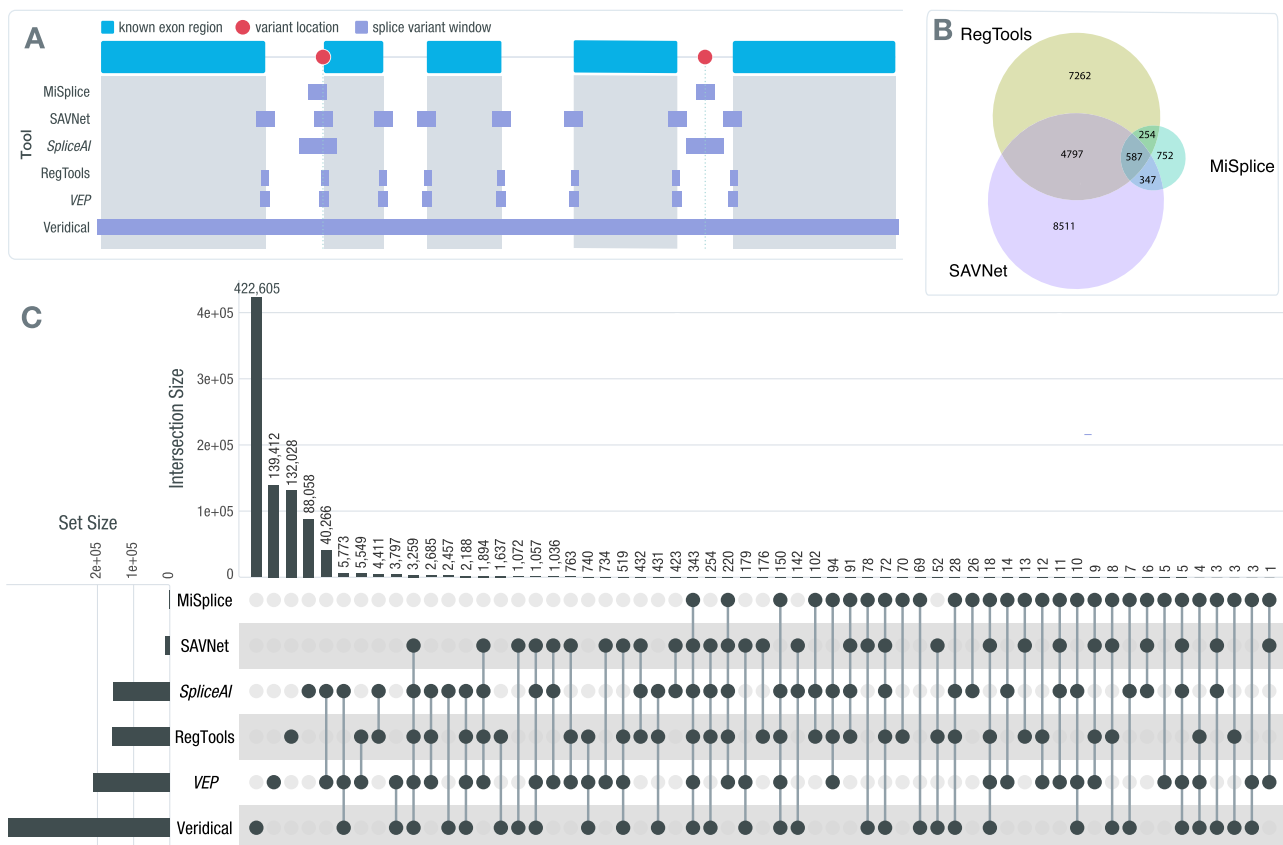 A
known exon region
variant location
splice variant window
Tool
MiSplice
SAVNet
SpliceAI
RegTools
VEP
Veridical
B
RegTools
7262
254
4797
587
752
347
MiSplice
8511
SAVNet
C
Intersection Size
4e+05
3e+05
2e+05
1e+05
0
422,605
139,412
132,028
88,058
40,266
5,773
5,549
4,411
3,797
3,259
2,685
2,457
2,188
1,894
1,637
1,072
1,057
1,036
763
740
734
519
432
431
423
343
254
220
179
176
150
142
102
94
91
78
72
70
69
52
28
26
18
14
13
12
11
10
9
8
7
6
5
5
4
3
3
3
1
Set Size
2e+05
1e+05
0
MiSplice
SAVNet
SpliceAI
RegTools
VEP
Veridical